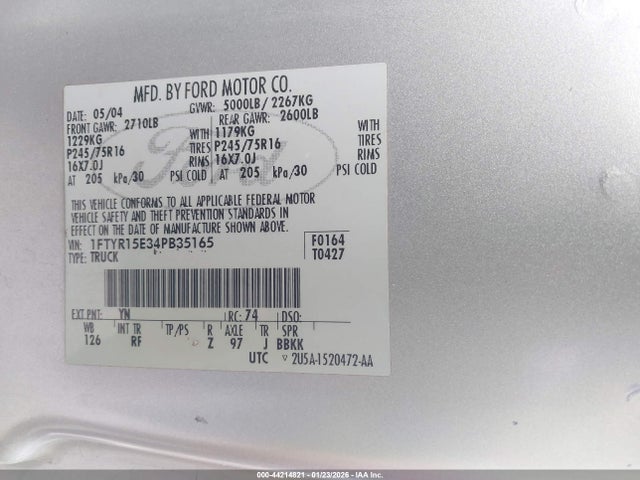 MFD. BY FORD MOTOR CO.
DATE: 05/04 GVWR: 5000LB/ 2267KG
FRONT GAWR: 2710LB REAR GAWR: 2600LB
1229KG 1179KG WITH
P245/75R16 TIRES P245/75R16 TIRES
16X7.0J RIMS 16X7.0J RIMS
AT 205 kPa/30 PSI COLD AT 205 kPa/30 PSI COLD
THIS VEHICLE CONFORMS TO ALL APPLICABLE FEDERAL MOTOR
VEHICLE SAFETY AND THEFT PREVENTION STANDARDS IN
EFFECT ON THE DATE OF MANUFACTURE SHOWN ABOVE.
VIN: 1FTYR15E34PB35165 F0164
TYPE: TRUCK T0427
EXT PNT: YN RC: 74 DSO:
WB INT TR TP/PS R AXLE TR SPR
126 RF Z 97 J BBKK
UTC 2U5A-1520472-AA
Ford
000-44214821 - 01/23/2026 - IAA Inc.